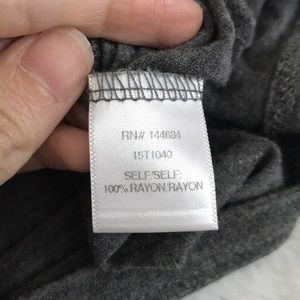 RN# 144684
15T1040
SELF/SELF:
100% RAYON/RAYON